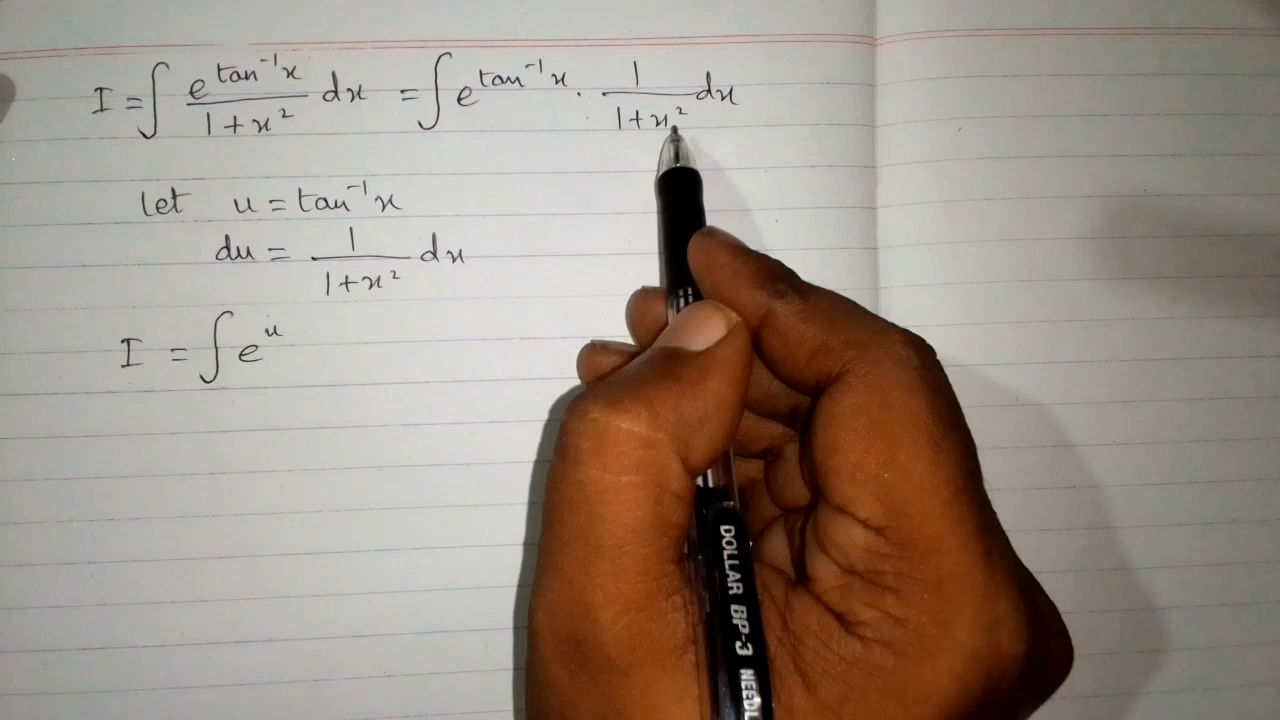 I = ∫ e^{tan⁻¹x} / (1+x²) dx = ∫ e^{tan⁻¹x} · 1/(1+x²) dx
let u = tan⁻¹x
du = 1/(1+x²) dx
I = ∫ e^u
DOLLAR BP-3 NEEDL